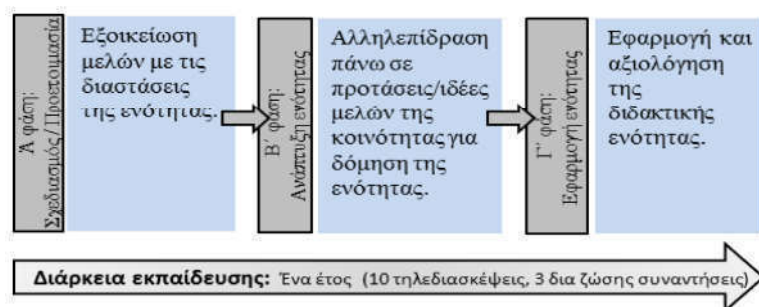 Ά φάση:
Σχεδιασμός/Προετοιμασία
Εξοικείωση
μελών με τις
διαστάσεις
της ενότητας.
Β΄ φάση:
Ανάπτυξη ενότητας
Αλληλεπίδραση
πάνω σε
προτάσεις/ιδέες
μελών της
κοινότητας για
δόμηση της
ενότητας.
Γ΄ φάση:
Εφαρμογή ενότητας
Εφαρμογή και
αξιολόγηση
της
διδακτικής
ενότητας.
Διάρκεια εκπαίδευσης: Ένα έτος (10 τηλεδιασκέψεις, 3 δια ζώσης συναντήσεις)